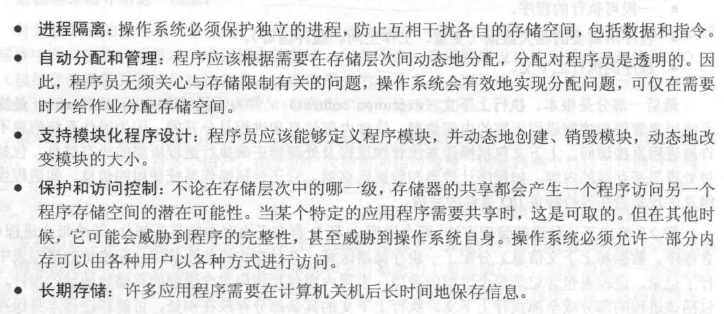 ● 进程隔离：操作系统必须保护独立的进程，防止互相干扰各自的存储空间，包括数据和指令。
● 自动分配和管理：程序应该根据需要在存储层次间动态地分配，分配对程序员是透明的。因
此，程序员无须关心与存储限制有关的问题，操作系统会有效地实现分配问题，可仅在需要
时才给作业分配存储空间。
● 支持模块化程序设计：程序员应该能够定义程序模块，并动态地创建、销毁模块，动态地改
变模块的大小。
● 保护和访问控制：不论在存储层次中的哪一级，存储器的共享都会产生一个程序访问另一个
程序存储空间的潜在可能性。当某个特定的应用程序需要共享时，这是可取的。但在其他时
候，它可能会威胁到程序的完整性，甚至威胁到操作系统自身。操作系统必须允许一部分内
存可以由各种用户以各种方式进行访问。
● 长期存储：许多应用程序需要在计算机关机后长时间地保存信息。